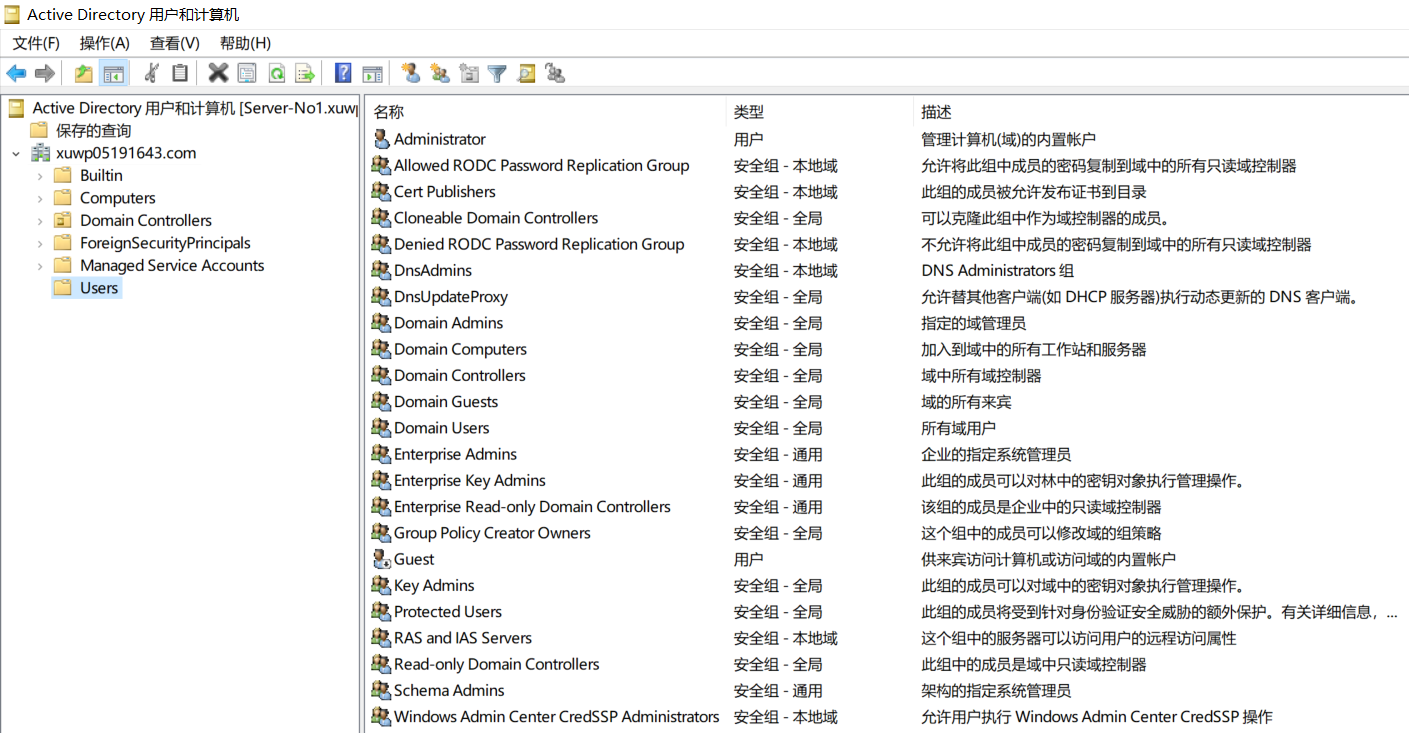 Active Directory 用户和计算机
文件(F) 操作(A) 查看(V) 帮助(H)
Active Directory 用户和计算机 [Server-No1.xuwp
保存的查询
xuwp05191643.com
Builtin
Computers
Domain Controllers
ForeignSecurityPrincipals
Managed Service Accounts
Users
名称 类型 描述
Administrator 用户 管理计算机(域)的内置帐户
Allowed RODC Password Replication Group 安全组 - 本地域 允许将此组中成员的密码复制到域中的所有只读域控制器
Cert Publishers 安全组 - 本地域 此组的成员被允许发布证书到目录
Cloneable Domain Controllers 安全组 - 全局 可以克隆此组中作为域控制器的成员。
Denied RODC Password Replication Group 安全组 - 本地域 不允许将此组中成员的密码复制到域中的所有只读域控制器
DnsAdmins 安全组 - 本地域 DNS Administrators 组
DnsUpdateProxy 安全组 - 全局 允许替其他客户端(如 DHCP 服务器)执行动态更新的 DNS 客户端。
Domain Admins 安全组 - 全局 指定的域管理员
Domain Computers 安全组 - 全局 加入到域中的所有工作站和服务器
Domain Controllers 安全组 - 全局 域中所有域控制器
Domain Guests 安全组 - 全局 域的所有来宾
Domain Users 安全组 - 全局 所有域用户
Enterprise Admins 安全组 - 通用 企业的指定系统管理员
Enterprise Key Admins 安全组 - 通用 此组的成员可以对林中的密钥对象执行管理操作。
Enterprise Read-only Domain Controllers 安全组 - 通用 该组的成员是企业中的只读域控制器
Group Policy Creator Owners 安全组 - 全局 这个组中的成员可以修改域的组策略
Guest 用户 供来宾访问计算机或访问域的内置帐户
Key Admins 安全组 - 全局 此组的成员可以对域中的密钥对象执行管理操作。
Protected Users 安全组 - 全局 此组的成员将受到针对身份验证安全威胁的额外保护。有关详细信息，...
RAS and IAS Servers 安全组 - 本地域 这个组中的服务器可以访问用户的远程访问属性
Read-only Domain Controllers 安全组 - 全局 此组中的成员是域中只读域控制器
Schema Admins 安全组 - 通用 架构的指定系统管理员
Windows Admin Center CredSSP Administrators 安全组 - 本地域 允许用户执行 Windows Admin Center CredSSP 操作